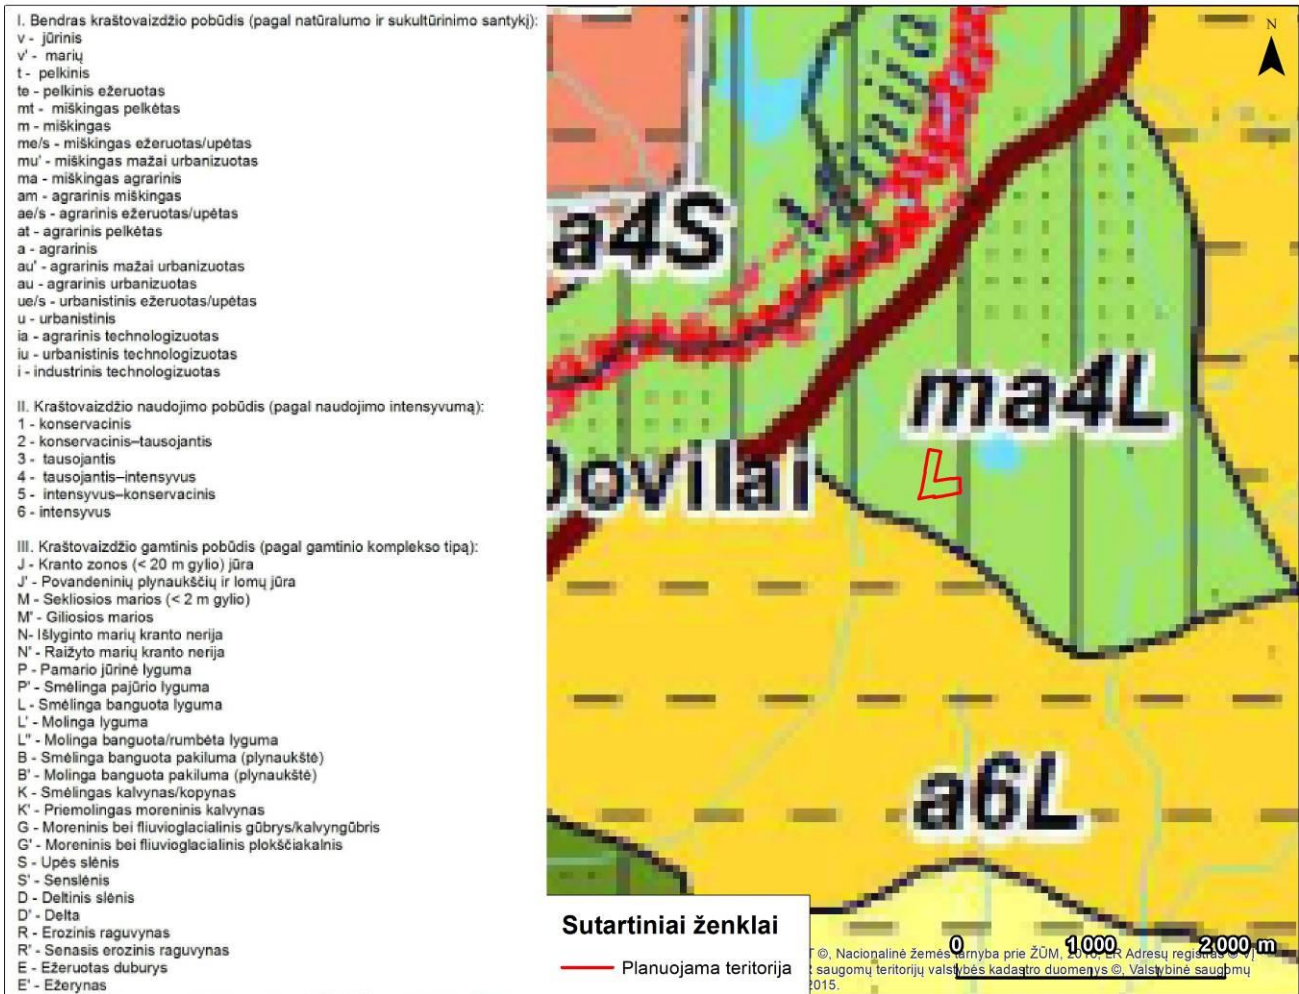 I. Bendras kraštovaizdžio pobūdis (pagal natūralumo ir sukultūrinimo santykį):
v - jūrinis
v' - marių
t - pelkinis
te - pelkinis ežeruotas
mt - miškingas pelkėtas
m - miškingas
me/s - miškingas ežeruotas/upėtas
mu' - miškingas mažai urbanizuotas
ma - miškingas agrarinis
am - agrarinis miškingas
ae/s - agrarinis ežeruotas/upėtas
at - agrarinis pelkėtas
a - agrarinis
au' - agrarinis mažai urbanizuotas
au - agrarinis urbanizuotas
ue/s - urbanistinis ežeruotas/upėtas
u - urbanistinis
ia - agrarinis technologizuotas
iu - urbanistinis technologizuotas
i - industrinis technologizuotas
II. Kraštovaizdžio naudojimo pobūdis (pagal naudojimo intensyvumą):
1 - konservacinis
2 - konservacinis–tausojantis
3 - tausojantis
4 - tausojantis–intensyvus
5 - intensyvus–konservacinis
6 - intensyvus
III. Kraštovaizdžio gamtinis pobūdis (pagal gamtinio komplekso tipą):
J - Kranto zonos (< 20 m gylio) jūra
J' - Povandeninių plynaukščių ir lomų jūra
M - Sekliosios marios (< 2 m gylio)
M' - Giliosios marios
N- Išlyginto marių kranto nerija
N' - Raižyto marių kranto nerija
P - Pamario jūrinė lyguma
P' - Smėlinga pajūrio lyguma
L - Smėlinga banguota lyguma
L' - Molinga lyguma
L'' - Molinga banguota/rumbėta lyguma
B - Smėlinga banguota pakiluma (plynaukštė)
B' - Molinga banguota pakiluma (plynaukštė)
K - Smėlingas kalvynas/kopynas
K' - Priemolingas moreninis kalvynas
G - Moreninis bei fliuvioglacialinis gūbrys/kalvyngūbris
G' - Moreninis bei fliuvioglacialinis plokščiakalnis
S - Upės slėnis
S' - Senslėnis
D - Deltinis slėnis
D' - Delta
R - Erozinis raguvynas
R' - Senasis erozinis raguvynas
E - Ežeruotas duburys
E' - Ežerynas
N
a4S
ma4L
Dovilai
a6L
Sutartiniai ženklai
Planuojama teritorija
0 1 000 2 000 m
T ©, Nacionalinė žemės tarnyba prie ŽŪM, LR Adresų registras
saugomų teritorijų valstybės kadastro duomenys ©, Valstybinė saugomų
2015.